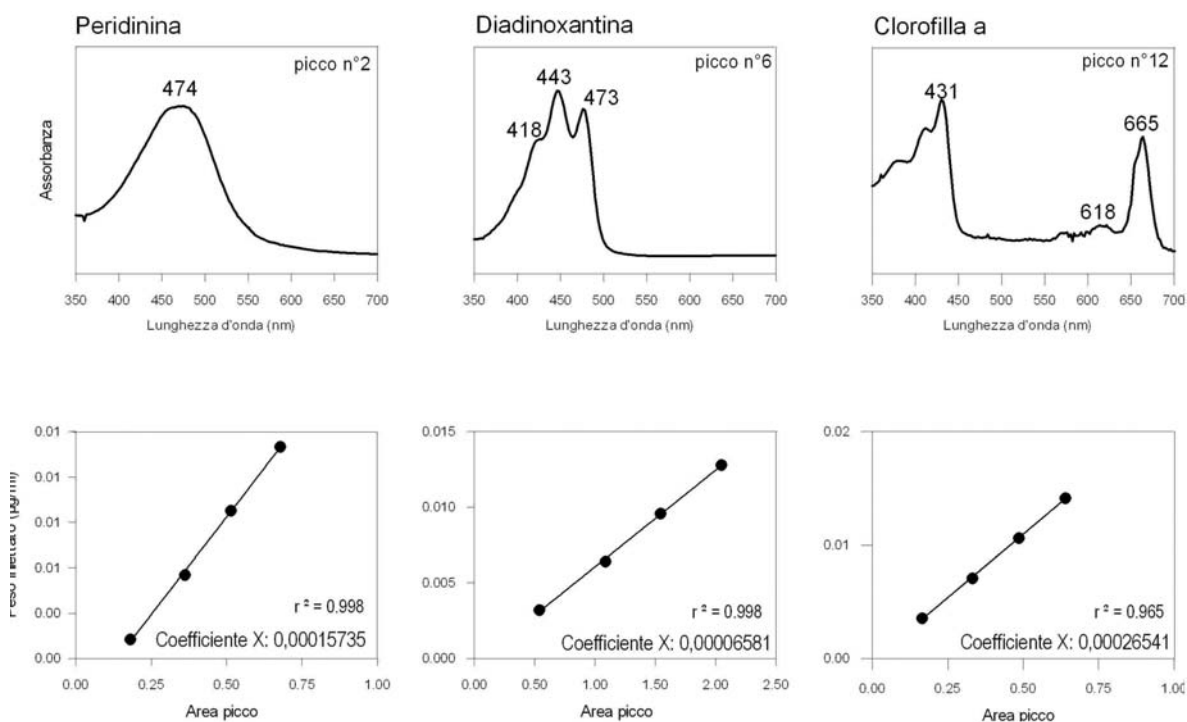 Peridinina
picco n°2
474
Assorbanza
350 400 450 500 550 600 650 700
Lunghezza d'onda (nm)
Diadinoxantina
picco n°6
443
473
418
350 400 450 500 550 600 650 700
Lunghezza d'onda (nm)
Clorofilla a
picco n°12
431
665
618
350 400 450 500 550 600 650 700
Lunghezza d'onda (nm)
0.01
0.01
0.01
0.01
0.00
0.00
r ² = 0.998
Coefficiente X: 0,00015735
0.00 0.25 0.50 0.75 1.00
Area picco
0.015
0.010
0.005
0.000
r ² = 0.998
Coefficiente X: 0,00006581
0.00 0.50 1.00 1.50 2.00 2.50
Area picco
0.02
0.01
0.00
r ² = 0.965
Coefficiente X: 0,00026541
0.00 0.25 0.50 0.75 1.00
Area picco